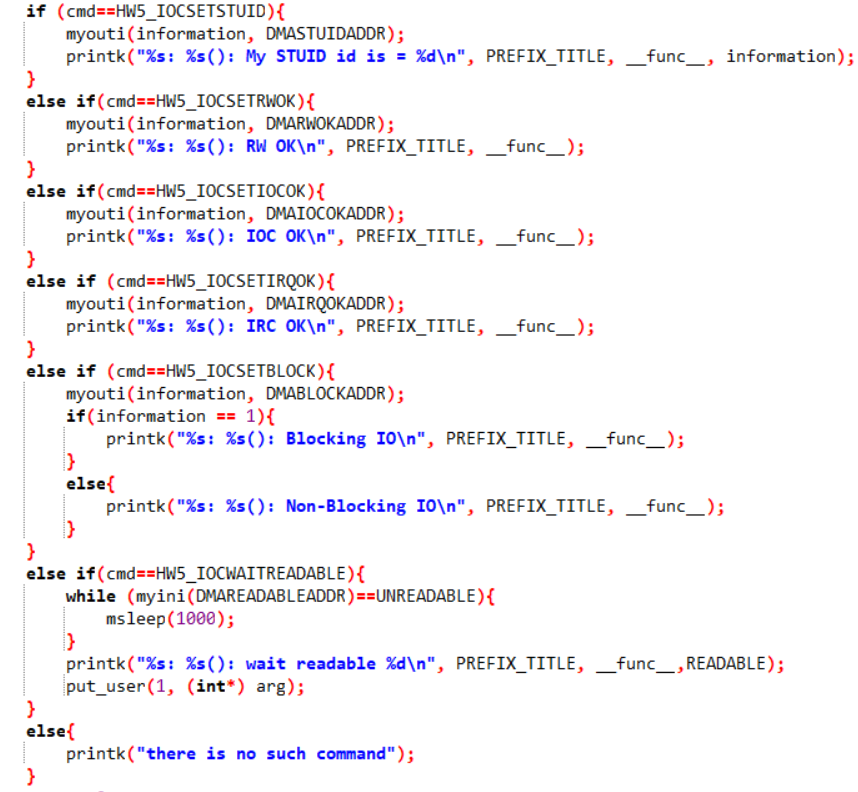 if (cmd==HW5_IOCSETSTUID){
    myouti(information, DMASTUIDADDR);
    printk("%s: %s(): My STUID id is = %d\n", PREFIX_TITLE, __func__, information);
}
else if(cmd==HW5_IOCSETRWOK){
    myouti(information, DMARWOKADDR);
    printk("%s: %s(): RW OK\n", PREFIX_TITLE, __func__);
}
else if(cmd==HW5_IOCSETIOCOK){
    myouti(information, DMAIOCOKADDR);
    printk("%s: %s(): IOC OK\n", PREFIX_TITLE, __func__);
}
else if (cmd==HW5_IOCSETIRQOK){
    myouti(information, DMAIRQOKADDR);
    printk("%s: %s(): IRC OK\n", PREFIX_TITLE, __func__);
}
else if (cmd==HW5_IOCSETBLOCK){
    myouti(information, DMABLOCKADDR);
    if(information == 1){
        printk("%s: %s(): Blocking IO\n", PREFIX_TITLE, __func__);
    }
    else{
        printk("%s: %s(): Non-Blocking IO\n", PREFIX_TITLE, __func__);
    }
}
else if(cmd==HW5_IOCWAITREADABLE){
    while (myini(DMAREADABLEADDR)==UNREADABLE){
        msleep(1000);
    }
    printk("%s: %s(): wait readable %d\n", PREFIX_TITLE, __func__,READABLE);
    put_user(1, (int*) arg);
}
else{
    printk("there is no such command");
}